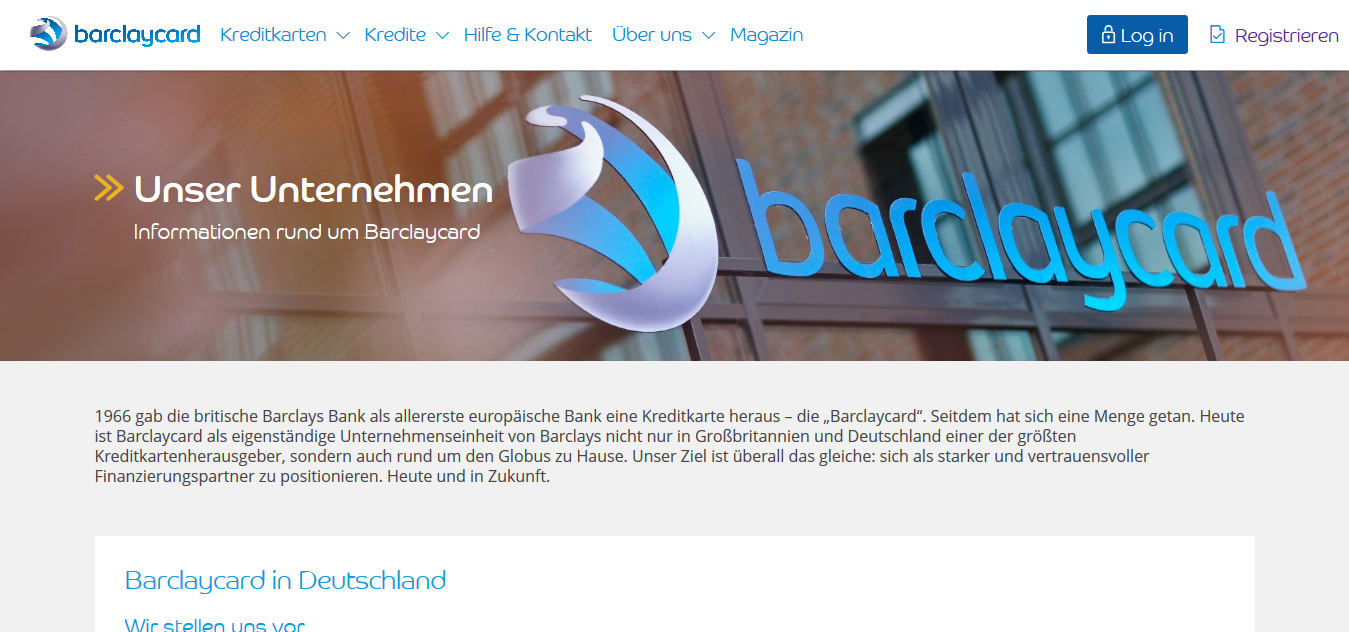 barclaycard Kreditkarten Kredite Hilfe & Kontakt Über uns Magazin Log in Registrieren
Unser Unternehmen
Informationen rund um Barclaycard
barclaycard
1966 gab die britische Barclays Bank als allererste europäische Bank eine Kreditkarte heraus – die „Barclaycard“. Seitdem hat sich eine Menge getan. Heute
ist Barclaycard als eigenständige Unternehmenseinheit von Barclays nicht nur in Großbritannien und Deutschland einer der größten
Kreditkartenherausgeber, sondern auch rund um den Globus zu Hause. Unser Ziel ist überall das gleiche: sich als starker und vertrauensvoller
Finanzierungspartner zu positionieren. Heute und in Zukunft.
Barclaycard in Deutschland
Wir stellen uns vor